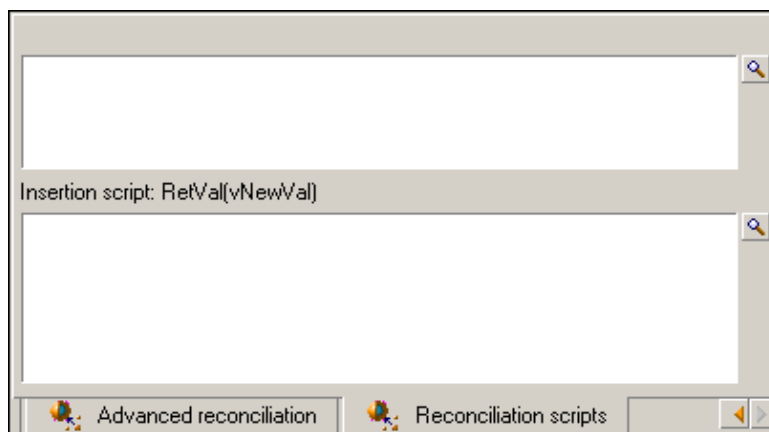 Insertion script: RetVal(vNewVal)
Advanced reconciliation
Reconciliation scripts